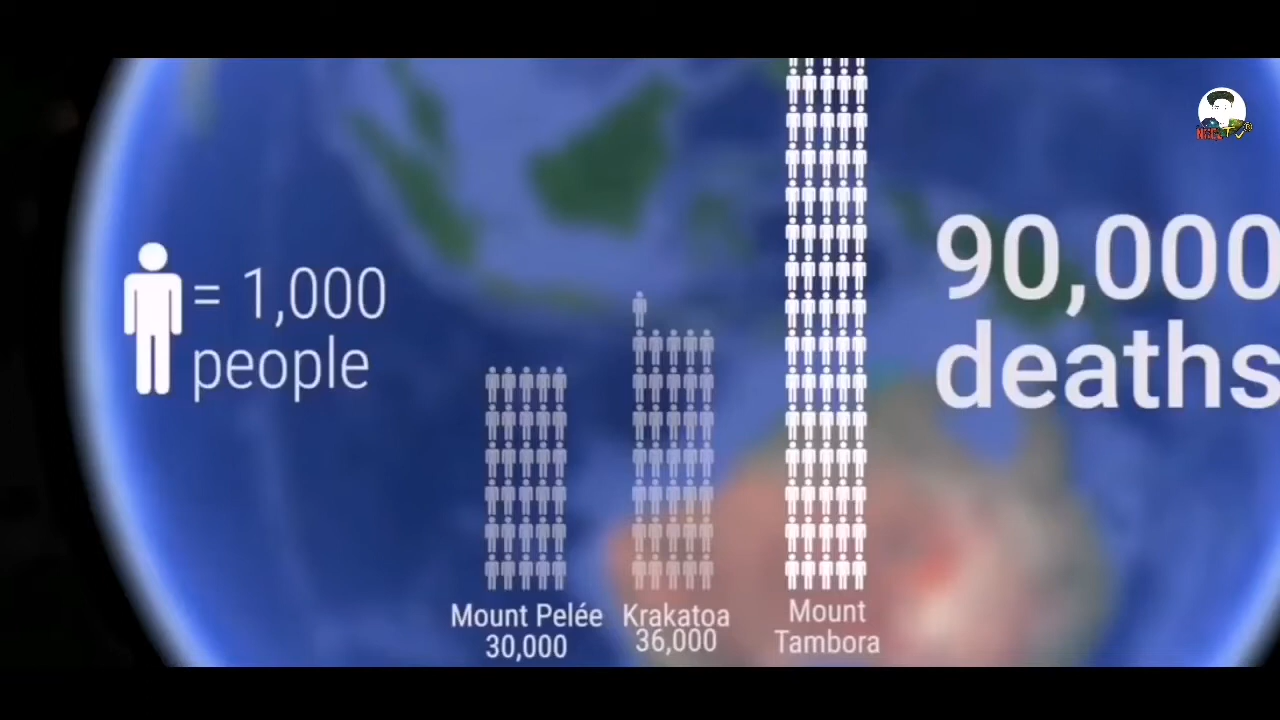 = 1,000
people
90,000
deaths
Mount Pelée
30,000
Krakatoa
36,000
Mount
Tambora